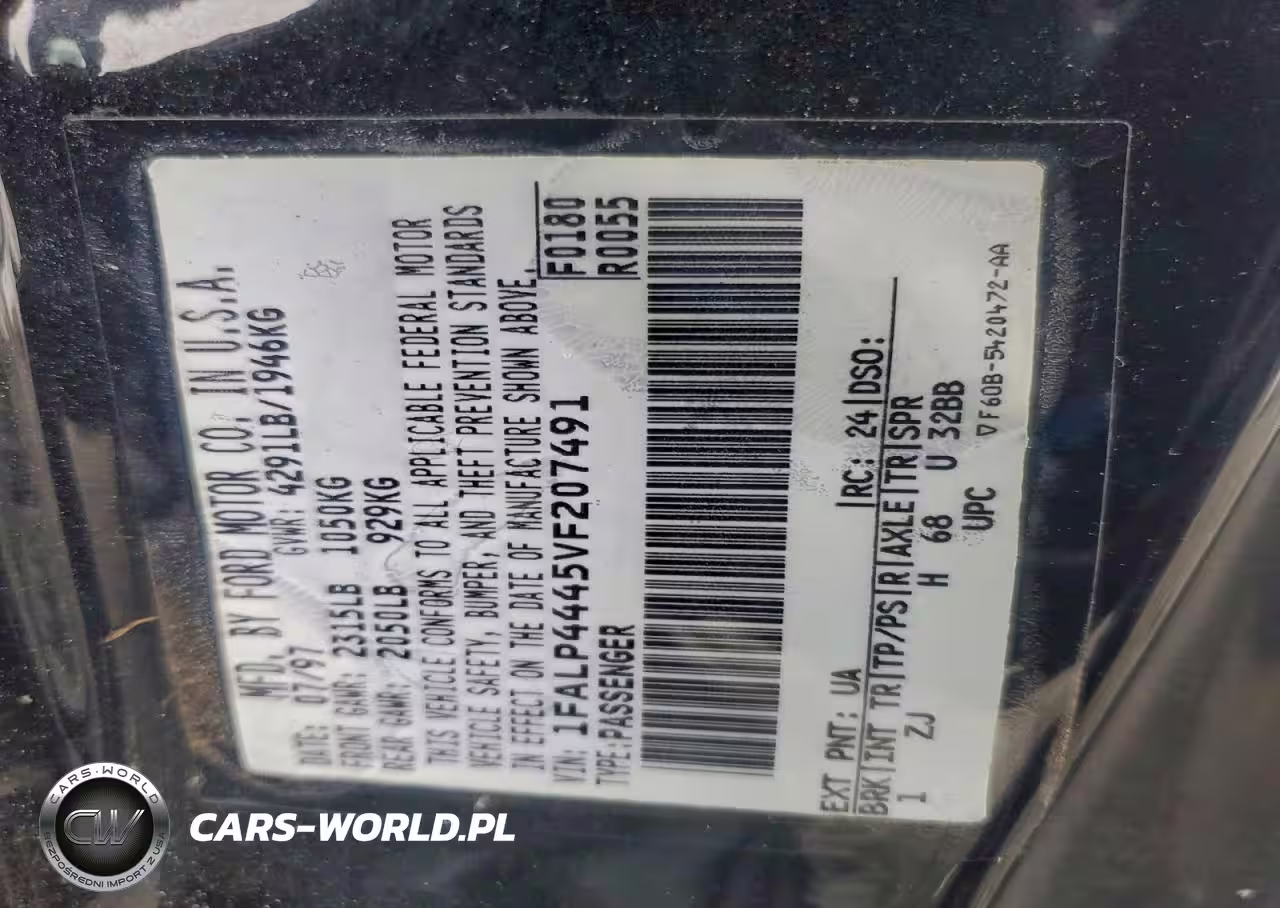 MFD. BY FORD MOTOR CO. IN U.S.A.
DATE: 07/97 GVWR: 4291LB/1946KG
FRONT GAWR: 2315LB 1050KG
REAR GAWR: 2050LB 929KG
THIS VEHICLE CONFORMS TO ALL APPLICABLE FEDERAL MOTOR
VEHICLE SAFETY, BUMPER, AND THEFT PREVENTION STANDARDS
IN EFFECT ON THE DATE OF MANUFACTURE SHOWN ABOVE.
VIN: 1FALP4445VF207491 F0180
TYPE: PASSENGER R0055
EXT PNT: UA RC: 24 DSO:
BRK INT TR TP/PS R AXLE TR SPR
1 ZJ H 68 U 32BB
UPC
▽F60B-5420472-AA
CARS-WORLD
CW
BEZPOŚREDNI IMPORT Z USA
CARS-WORLD.PL